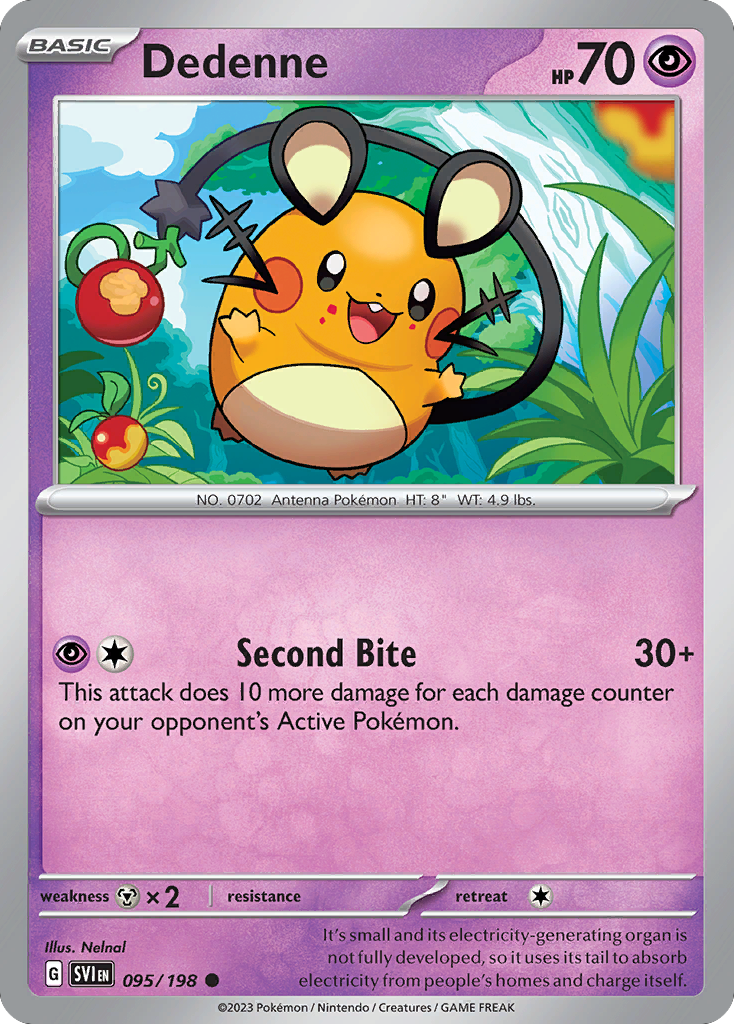 BASIC
Dedenne
HP 70
NO. 0702 Antenna Pokémon HT: 8" WT: 4.9 lbs.
Second Bite 30+
This attack does 10 more damage for each damage counter
on your opponent's Active Pokémon.
weakness ×2 resistance retreat
Illus. Nelnal
It's small and its electricity-generating organ is
not fully developed, so it uses its tail to absorb
electricity from people's homes and charge itself.
G SVI EN 095/198
©2023 Pokémon / Nintendo / Creatures / GAME FREAK